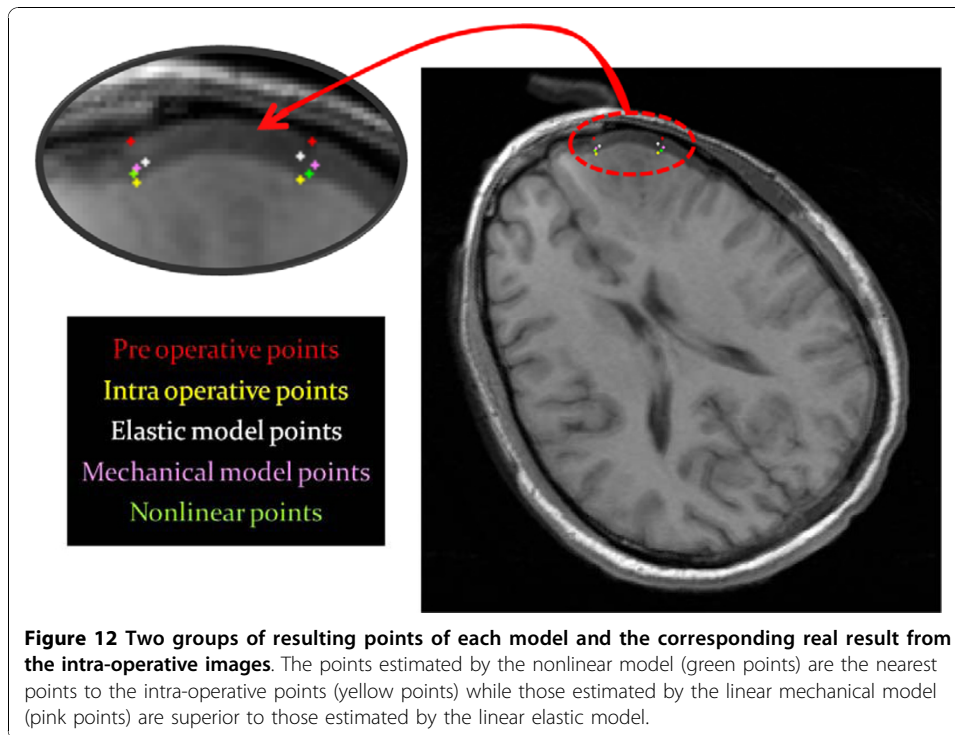 Pre operative points
Intra operative points
Elastic model points
Mechanical model points
Nonlinear points
Figure 12 Two groups of resulting points of each model and the corresponding real result from
the intra-operative images. The points estimated by the nonlinear model (green points) are the nearest
points to the intra-operative points (yellow points) while those estimated by the linear mechanical model
(pink points) are superior to those estimated by the linear elastic model.